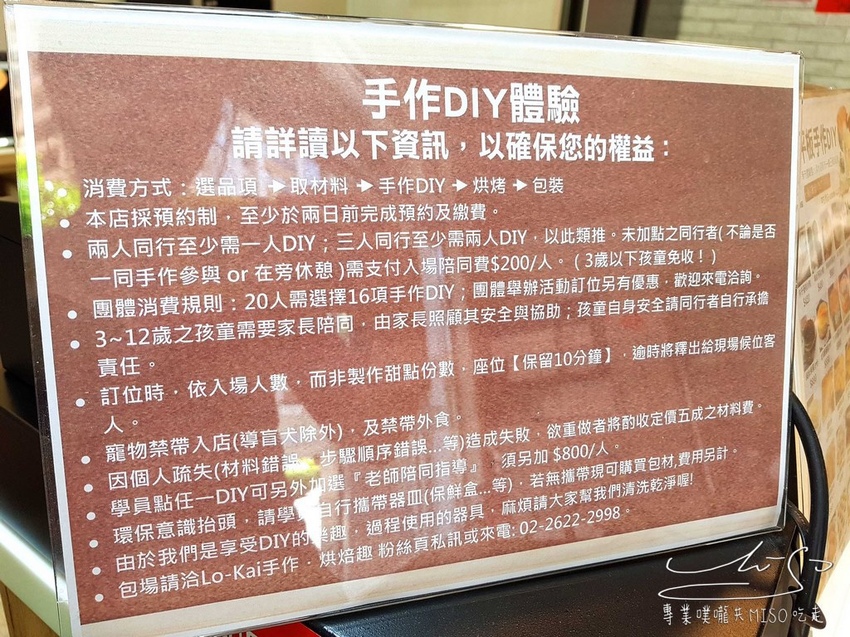 手作DIY體驗
請詳讀以下資訊，以確保您的權益：
消費方式：選品項 → 取材料 → 手作DIY → 烘烤 → 包裝
• 本店採預約制，至少於兩日前完成預約及繳費。
• 兩人同行至少需一人DIY；三人同行至少需兩人DIY，以此類推。未加點之同行者( 不論是否
一同手作參與 or 在旁休憩 )需支付入場陪同費$200/人。（ 3歲以下孩童免收！）
• 團體消費規則：20人需選擇16項手作DIY；團體舉辦活動訂位另有優惠，歡迎來電洽詢。
• 3~12歲之孩童需要家長陪同，由家長照顧其安全與協助；孩童自身安全請同行者自行承擔
責任。
• 訂位時，依入場人數，而非製作甜點份數，座位【保留10分鐘】，逾時將釋出給現場候位客
人。
• 寵物禁帶入店(導盲犬除外)，及禁帶外食。
• 因個人疏失(材料錯誤、步驟順序錯誤...等)造成失敗，欲重做者將酌收定價五成之材料費。
• 學員點任一DIY可另外加選『老師陪同指導』，須另加 $800/人。
• 環保意識抬頭，請學 自行攜帶器皿(保鮮盒...等)，若無攜帶現可購買包材,費用另計。
• 由於我們是享受DIY的樂趣，過程使用的器具，麻煩請大家幫我們清洗乾淨喔!
• 包場請洽Lo-Kai手作．烘焙趣 粉絲頁私訊或來電: 02-2622-2998。
手作DIY
MISO
專業噗嚨共MISO吃走